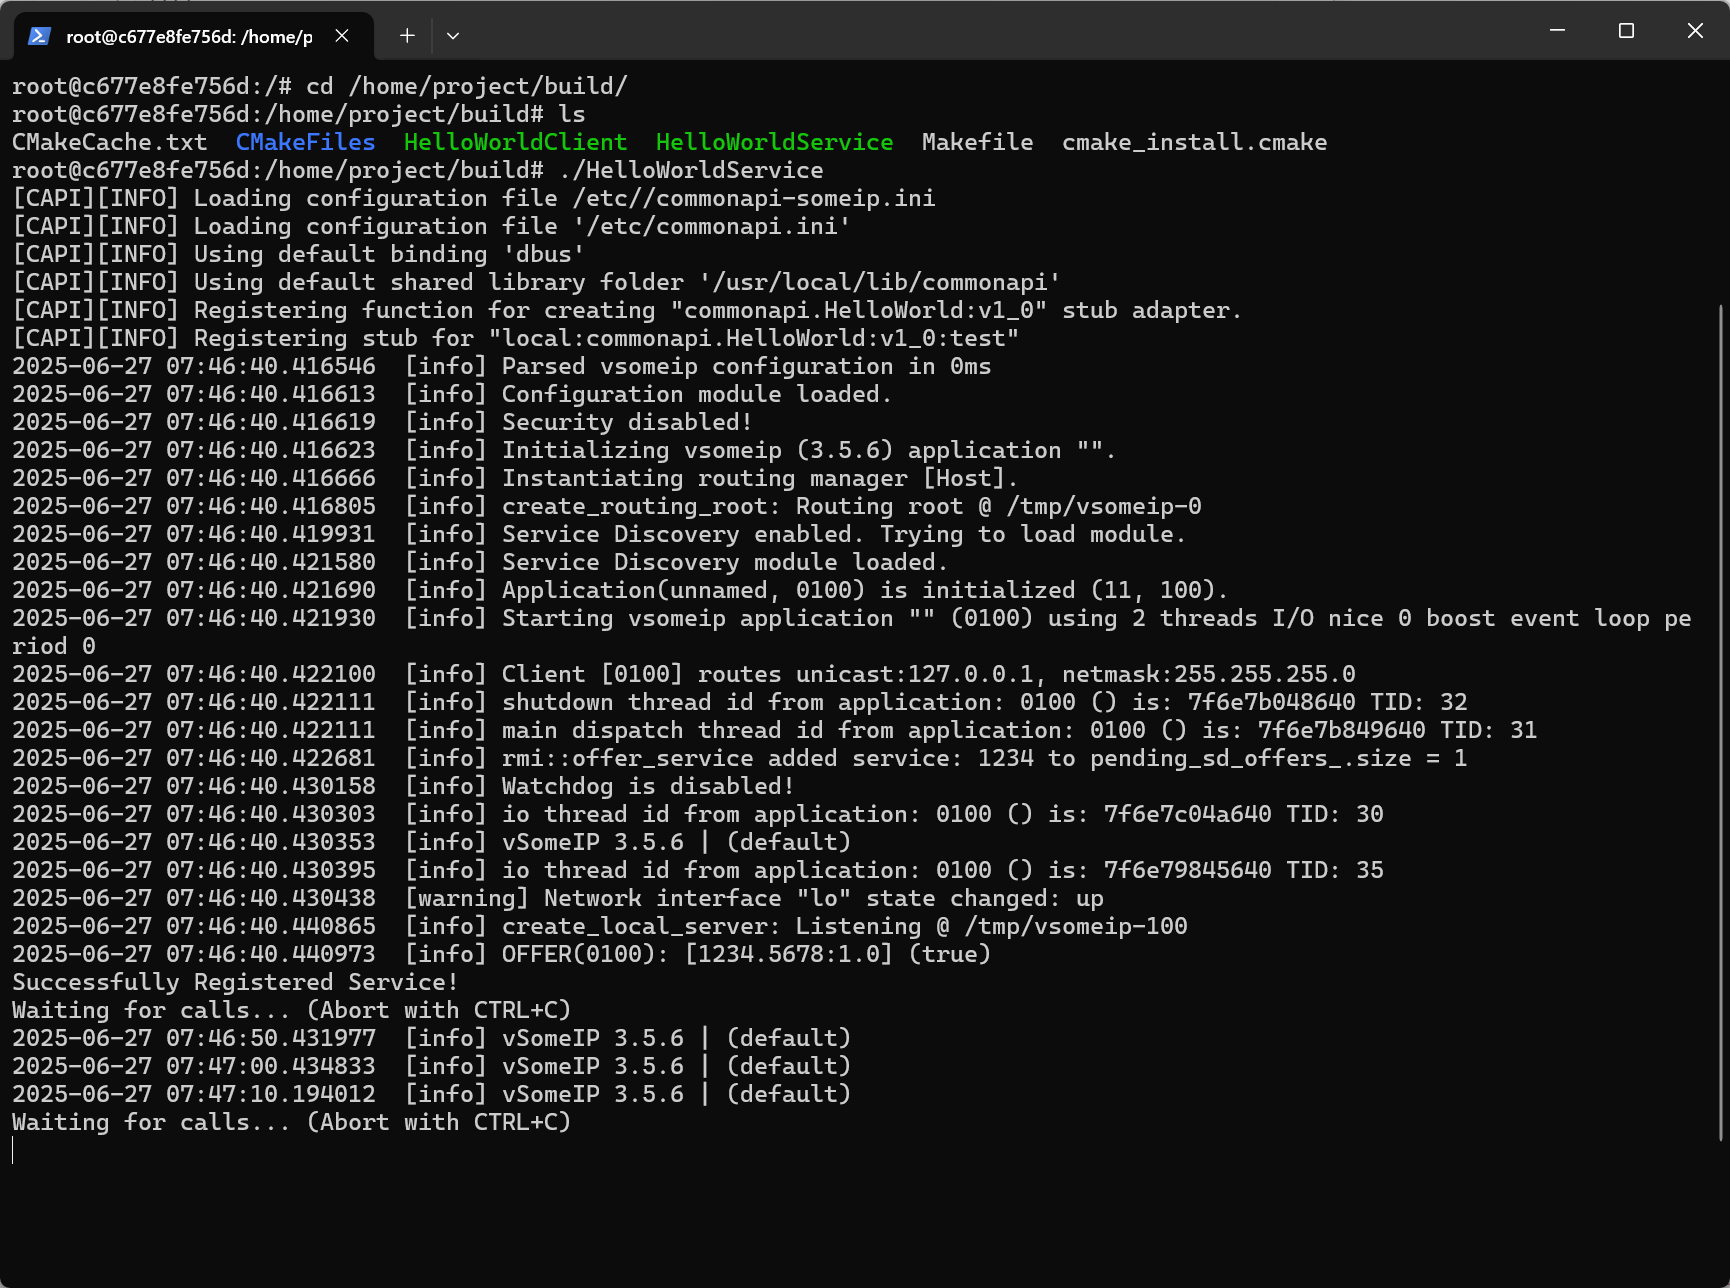 root@c677e8fe756d: /home/p
root@c677e8fe756d:/# cd /home/project/build/
root@c677e8fe756d:/home/project/build# ls
CMakeCache.txt  CMakeFiles  HelloWorldClient  HelloWorldService  Makefile  cmake_install.cmake
root@c677e8fe756d:/home/project/build# ./HelloWorldService
[CAPI][INFO] Loading configuration file /etc//commonapi-someip.ini
[CAPI][INFO] Loading configuration file '/etc/commonapi.ini'
[CAPI][INFO] Using default binding 'dbus'
[CAPI][INFO] Using default shared library folder '/usr/local/lib/commonapi'
[CAPI][INFO] Registering function for creating "commonapi.HelloWorld:v1_0" stub adapter.
[CAPI][INFO] Registering stub for "local:commonapi.HelloWorld:v1_0:test"
2025-06-27 07:46:40.416546  [info] Parsed vsomeip configuration in 0ms
2025-06-27 07:46:40.416613  [info] Configuration module loaded.
2025-06-27 07:46:40.416619  [info] Security disabled!
2025-06-27 07:46:40.416623  [info] Initializing vsomeip (3.5.6) application "".
2025-06-27 07:46:40.416666  [info] Instantiating routing manager [Host].
2025-06-27 07:46:40.416805  [info] create_routing_root: Routing root @ /tmp/vsomeip-0
2025-06-27 07:46:40.419931  [info] Service Discovery enabled. Trying to load module.
2025-06-27 07:46:40.421580  [info] Service Discovery module loaded.
2025-06-27 07:46:40.421690  [info] Application(unnamed, 0100) is initialized (11, 100).
2025-06-27 07:46:40.421930  [info] Starting vsomeip application "" (0100) using 2 threads I/O nice 0 boost event loop pe
riod 0
2025-06-27 07:46:40.422100  [info] Client [0100] routes unicast:127.0.0.1, netmask:255.255.255.0
2025-06-27 07:46:40.422111  [info] shutdown thread id from application: 0100 () is: 7f6e7b048640 TID: 32
2025-06-27 07:46:40.422111  [info] main dispatch thread id from application: 0100 () is: 7f6e7b849640 TID: 31
2025-06-27 07:46:40.422681  [info] rmi::offer_service added service: 1234 to pending_sd_offers_.size = 1
2025-06-27 07:46:40.430158  [info] Watchdog is disabled!
2025-06-27 07:46:40.430303  [info] io thread id from application: 0100 () is: 7f6e7c04a640 TID: 30
2025-06-27 07:46:40.430353  [info] vSomeIP 3.5.6 | (default)
2025-06-27 07:46:40.430395  [info] io thread id from application: 0100 () is: 7f6e79845640 TID: 35
2025-06-27 07:46:40.430438  [warning] Network interface "lo" state changed: up
2025-06-27 07:46:40.440865  [info] create_local_server: Listening @ /tmp/vsomeip-100
2025-06-27 07:46:40.440973  [info] OFFER(0100): [1234.5678:1.0] (true)
Successfully Registered Service!
Waiting for calls... (Abort with CTRL+C)
2025-06-27 07:46:50.431977  [info] vSomeIP 3.5.6 | (default)
2025-06-27 07:47:00.434833  [info] vSomeIP 3.5.6 | (default)
2025-06-27 07:47:10.194012  [info] vSomeIP 3.5.6 | (default)
Waiting for calls... (Abort with CTRL+C)